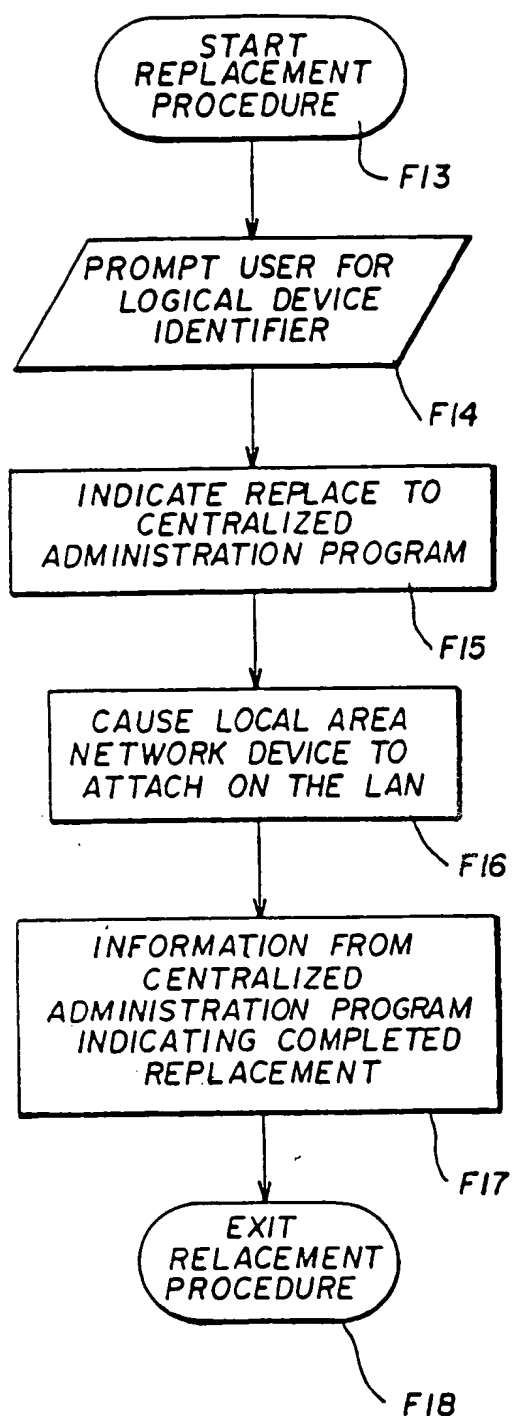 START
REPLACEMENT
PROCEDURE
F13
PROMPT USER FOR
LOGICAL DEVICE
IDENTIFIER
F14
INDICATE REPLACE TO
CENTRALIZED
ADMINISTRATION PROGRAM
F15
CAUSE LOCAL AREA
NETWORK DEVICE TO
ATTACH ON THE LAN
F16
INFORMATION FROM
CENTRALIZED
ADMINISTRATION PROGRAM
INDICATING COMPLETED
REPLACEMENT
F17
EXIT
RELACEMENT
PROCEDURE
F18